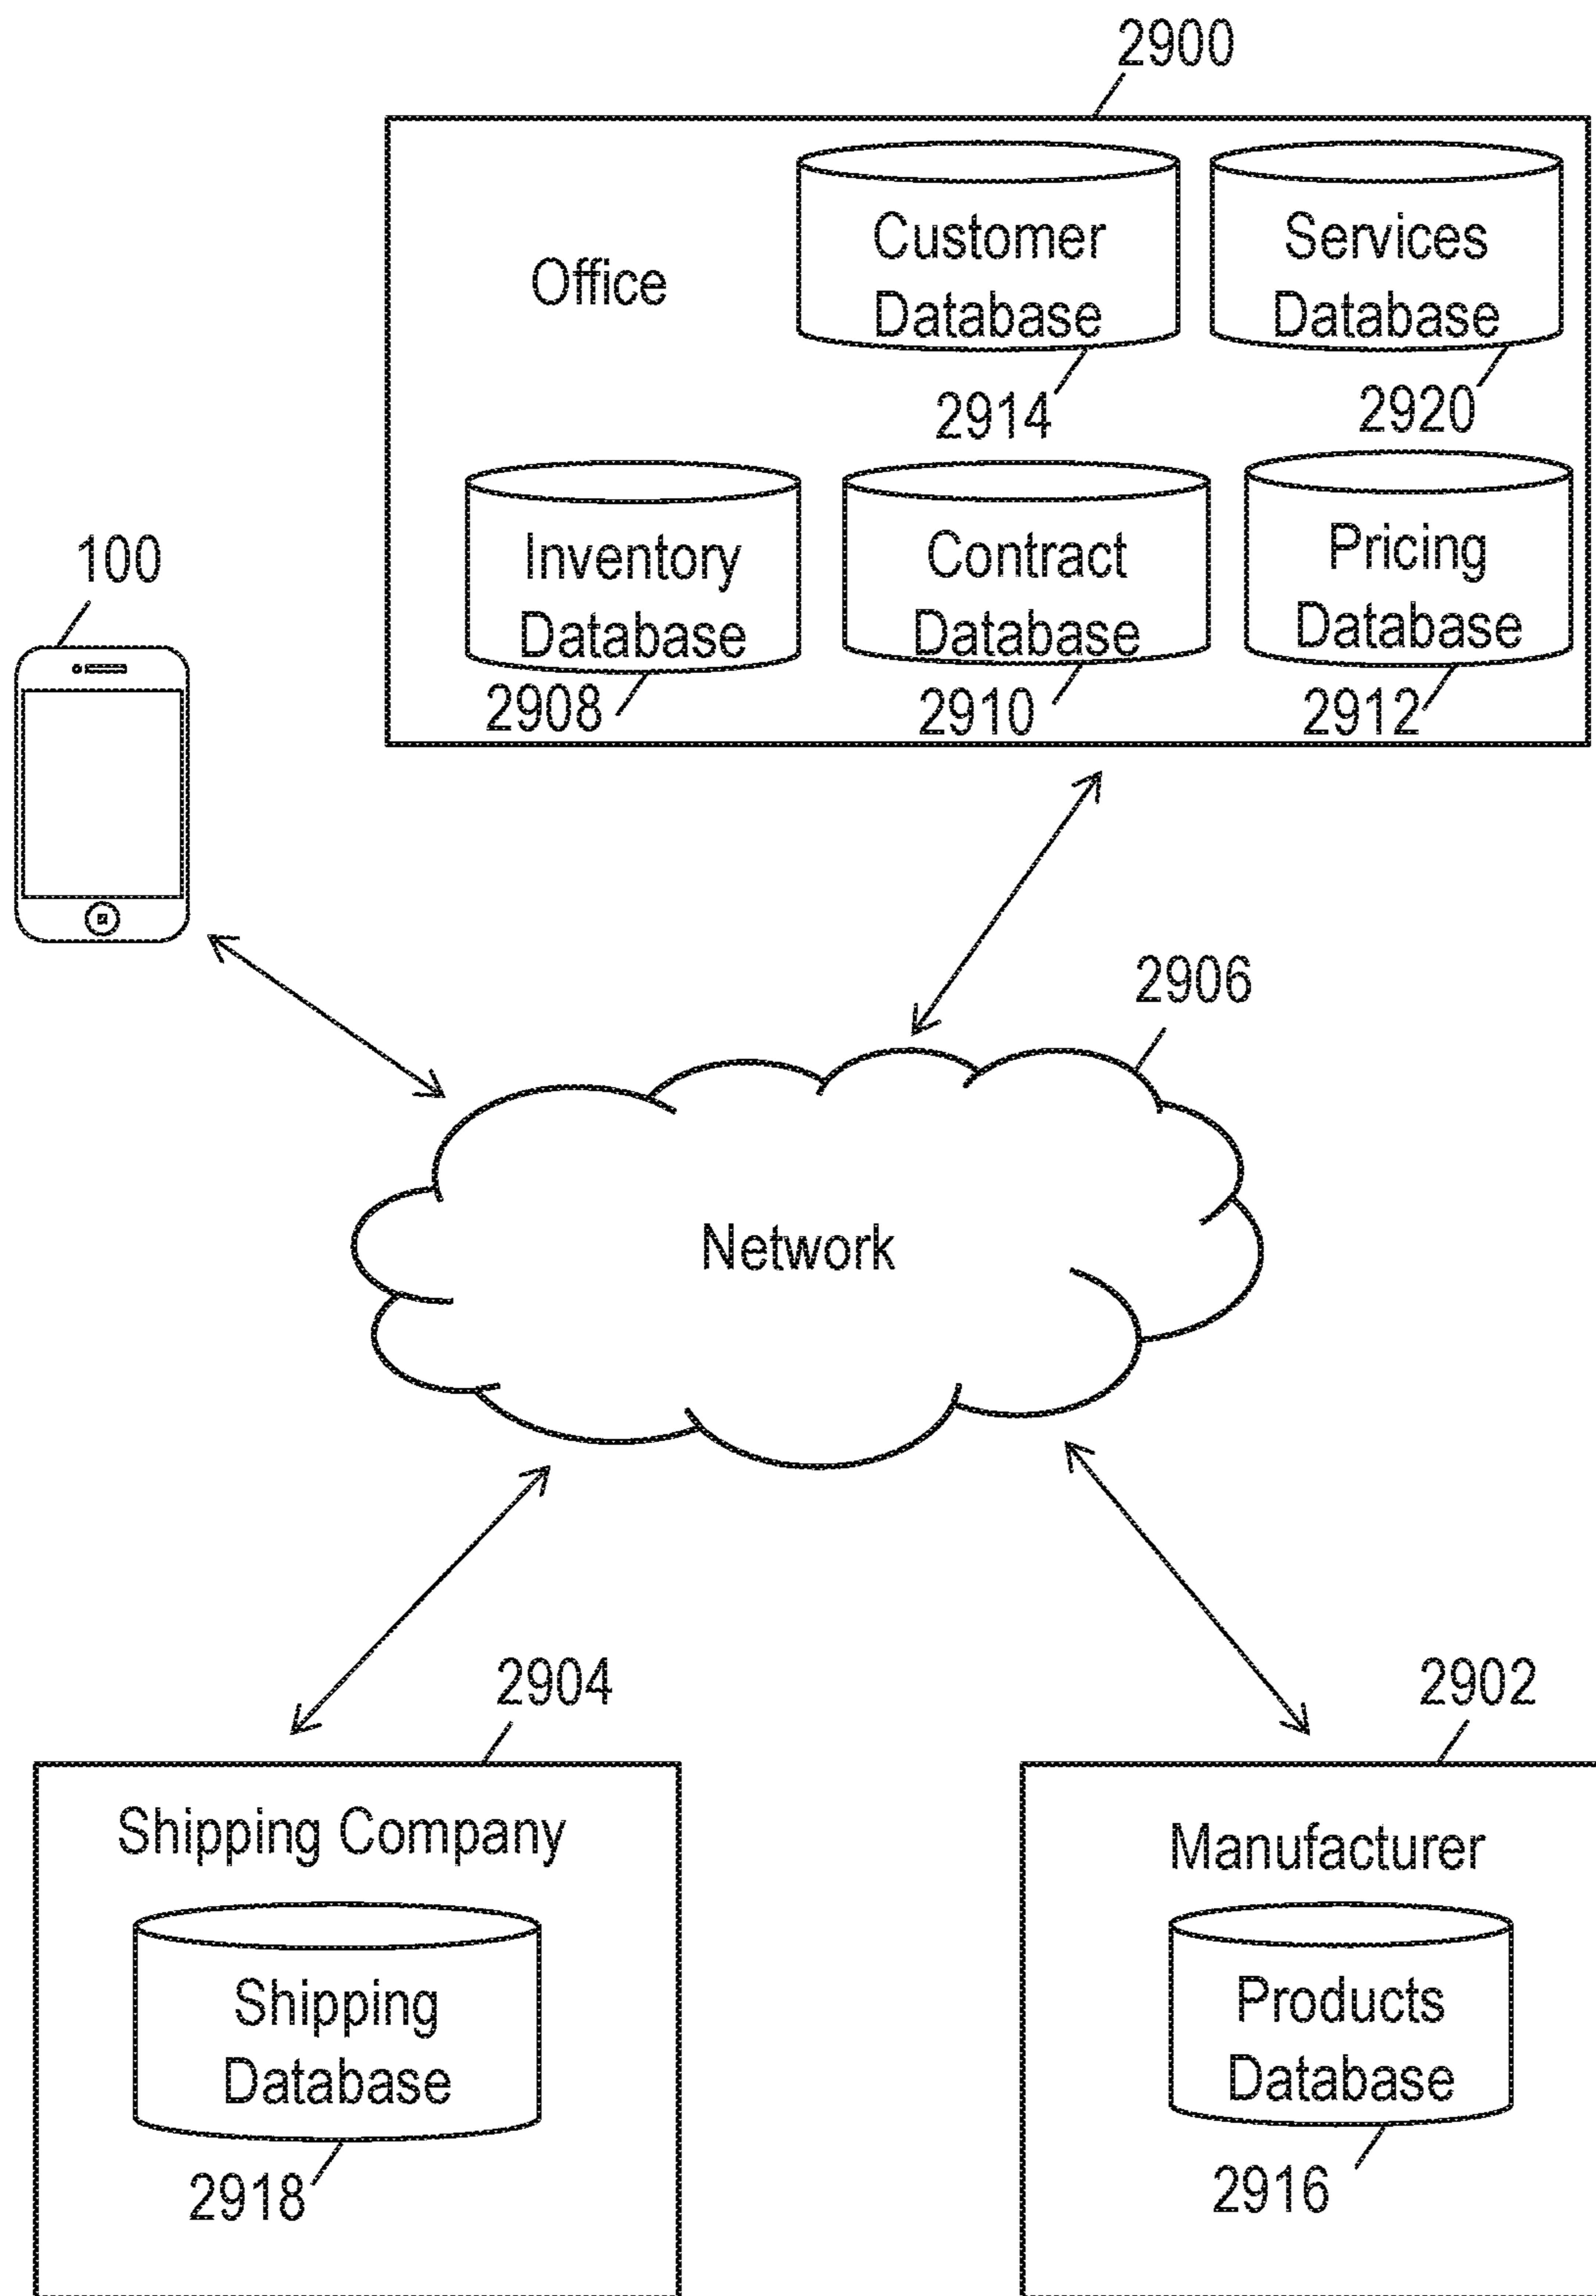 2900
Customer
Database
Services
Database
Office
2914
2920
100
Inventory
Database
Contract
Database
Pricing
Database
2908
2910
2912
2906
Network
2904
2902
Shipping Company
Manufacturer
Shipping
Database
Products
Database
2918
2916